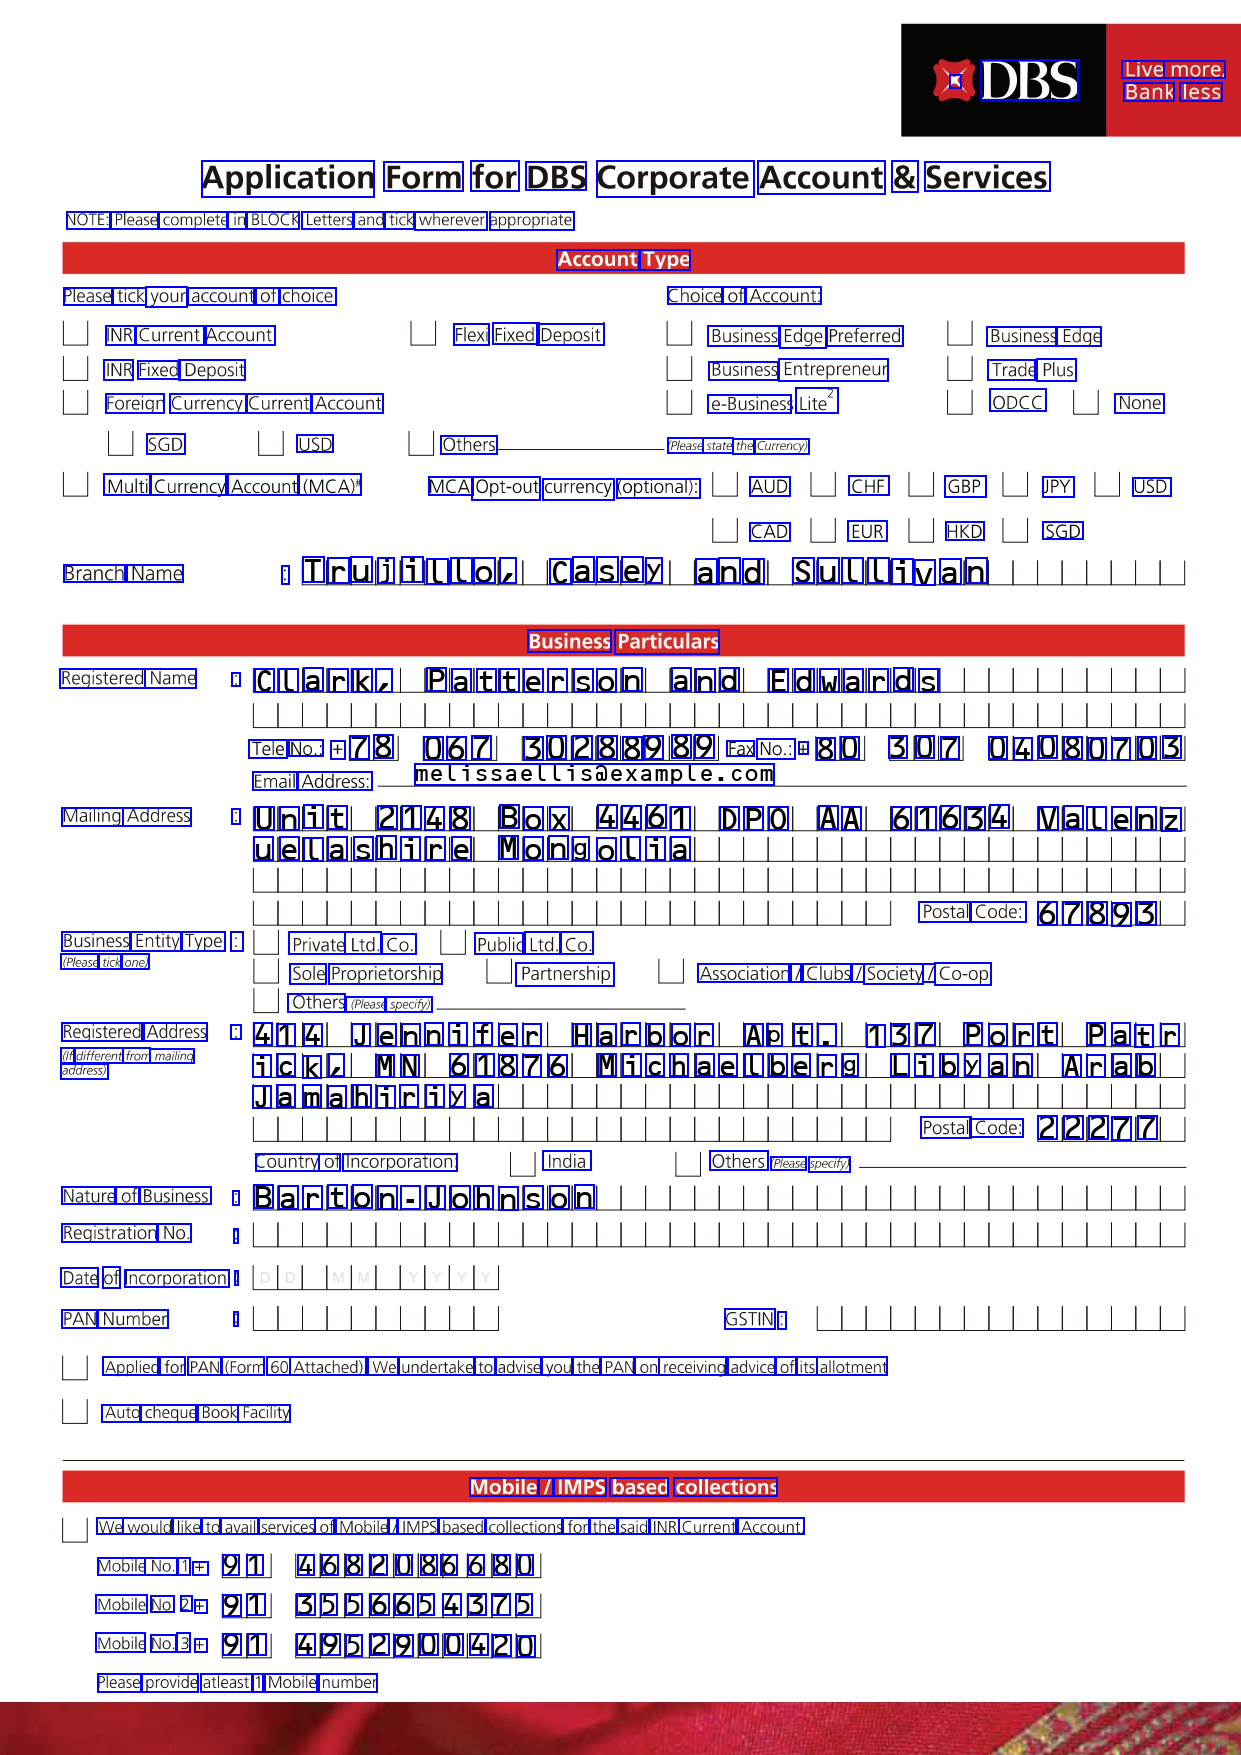 DBS Live more, Bank less
Application Form for DBS Corporate Account & Services
NOTE: Please complete in BLOCK Letters and tick wherever appropriate
Account Type
Please tick your account of choice Choice of Account:
INR Current Account Flexi Fixed Deposit Business Edge Preferred Business Edge
INR Fixed Deposit Business Entrepreneur Trade Plus
Foreign Currency Current Account e-Business Lite2 ODCC None
SGD USD Others (Please state the Currency)
Multi Currency Account (MCA)# MCA Opt-out currency (optional): AUD CHF GBP JPY USD
CAD EUR HKD SGD
Branch Name : Trujillo, Casey and Sullivan
Business Particulars
Registered Name : Clark, Patterson and Edwards
Tele No.: + 78 067 30288989 Fax No.: + 80 307 04080703
Email Address: melissaellis@example.com
Mailing Address : Unit 2148 Box 4461 DPO AA 61634 Valenz
uelashire Mongolia
Postal Code: 67893
Business Entity Type : Private Ltd. Co. Public Ltd. Co.
(Please tick one)
Sole Proprietorship Partnership Association / Clubs / Society / Co-op
Others (Please specify)
Registered Address : 414 Jennifer Harbor Apt. 137 Port Patr
(If different from mailing address)
ick, MN 61876 Michaelberg Libyan Arab
Jamahiriya
Postal Code: 22277
Country of Incorporation: India Others (Please specify)
Nature of Business : Barton-Johnson
Registration No. :
Date of Incorporation : D D M M Y Y Y Y
PAN Number : GSTIN :
Applied for PAN (Form 60 Attached). We undertake to advise you the PAN on receiving advice of its allotment
Auto cheque Book Facility
Mobile / IMPS based collections
We would like to avail services of Mobile / IMPS based collections for the said INR Current Account.
Mobile No. 1 + 91 4682086680
Mobile No. 2 + 91 3556654375
Mobile No. 3 + 91 4952900420
Please provide atleast 1 Mobile number